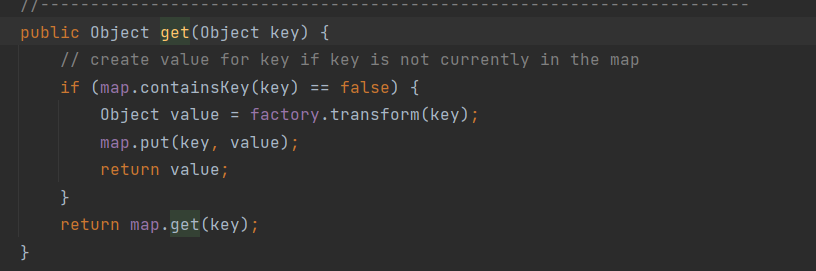 //-----------------------------------------------------------------------
public Object get(Object key) {
    // create value for key if key is not currently in the map
    if (map.containsKey(key) == false) {
        Object value = factory.transform(key);
        map.put(key, value);
        return value;
    }
    return map.get(key);
}